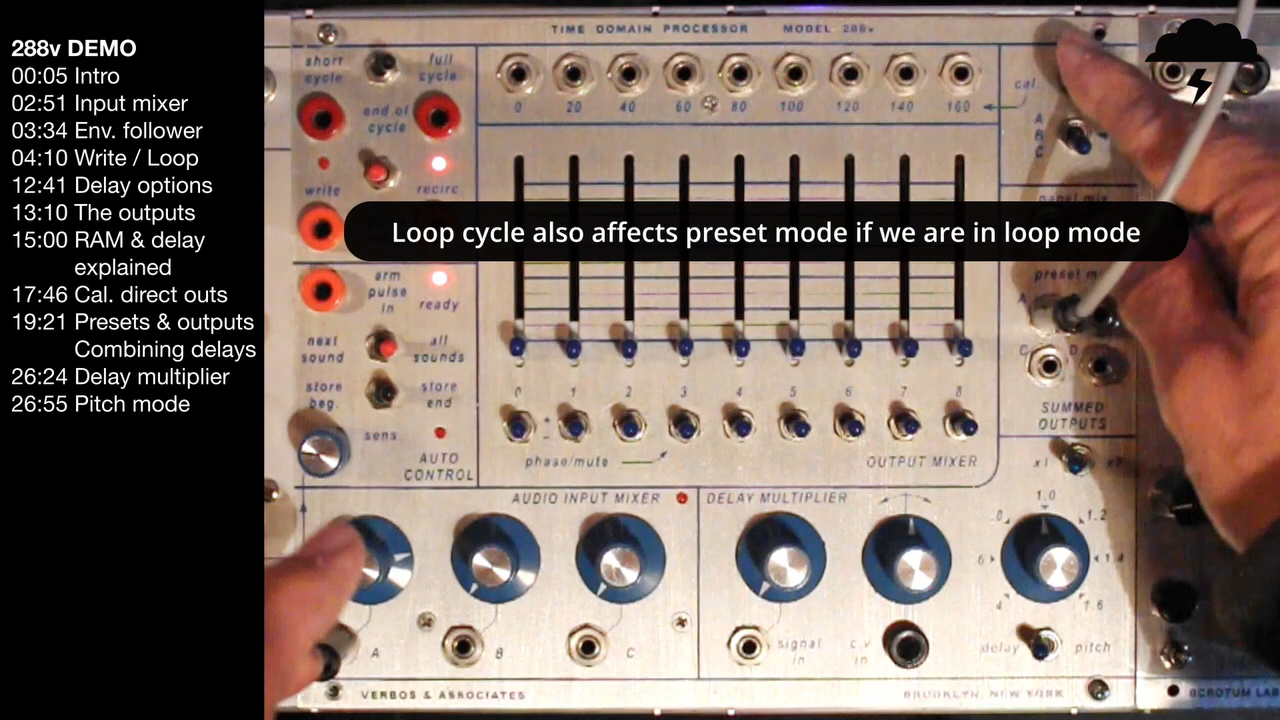 288v DEMO
00:05 Intro
02:51 Input mixer
03:34 Env. follower
04:10 Write / Loop
12:41 Delay options
13:10 The outputs
15:00 RAM & delay
explained
17:46 Cal. direct outs
19:21 Presets & outputs
Combining delays
26:24 Delay multiplier
26:55 Pitch mode
TIME DOMAIN PROCESSOR MODEL 288v
short cycle
full cycle
end of cycle
write
recirc
0 20 40 60 80 100 120 140 160
cal.
A
B
C
panel mix
Loop cycle also affects preset mode if we are in loop mode
preset
A
C D
SUMMED OUTPUTS
arm pulse in
ready
next sound
all sounds
store beg.
store end
sens.
AUTO CONTROL
0 1 2 3 4 5 6 7 8
+
−
phase/mute
OUTPUT MIXER
x1
AUDIO INPUT MIXER
DELAY MULTIPLIER
1.0
1.2
1.4
1.6
A
B
C
signal in
c v in
delay
pitch
VERBOS & ASSOCIATES
BROOKLYN, NEW YORK
SCROTUM LAB